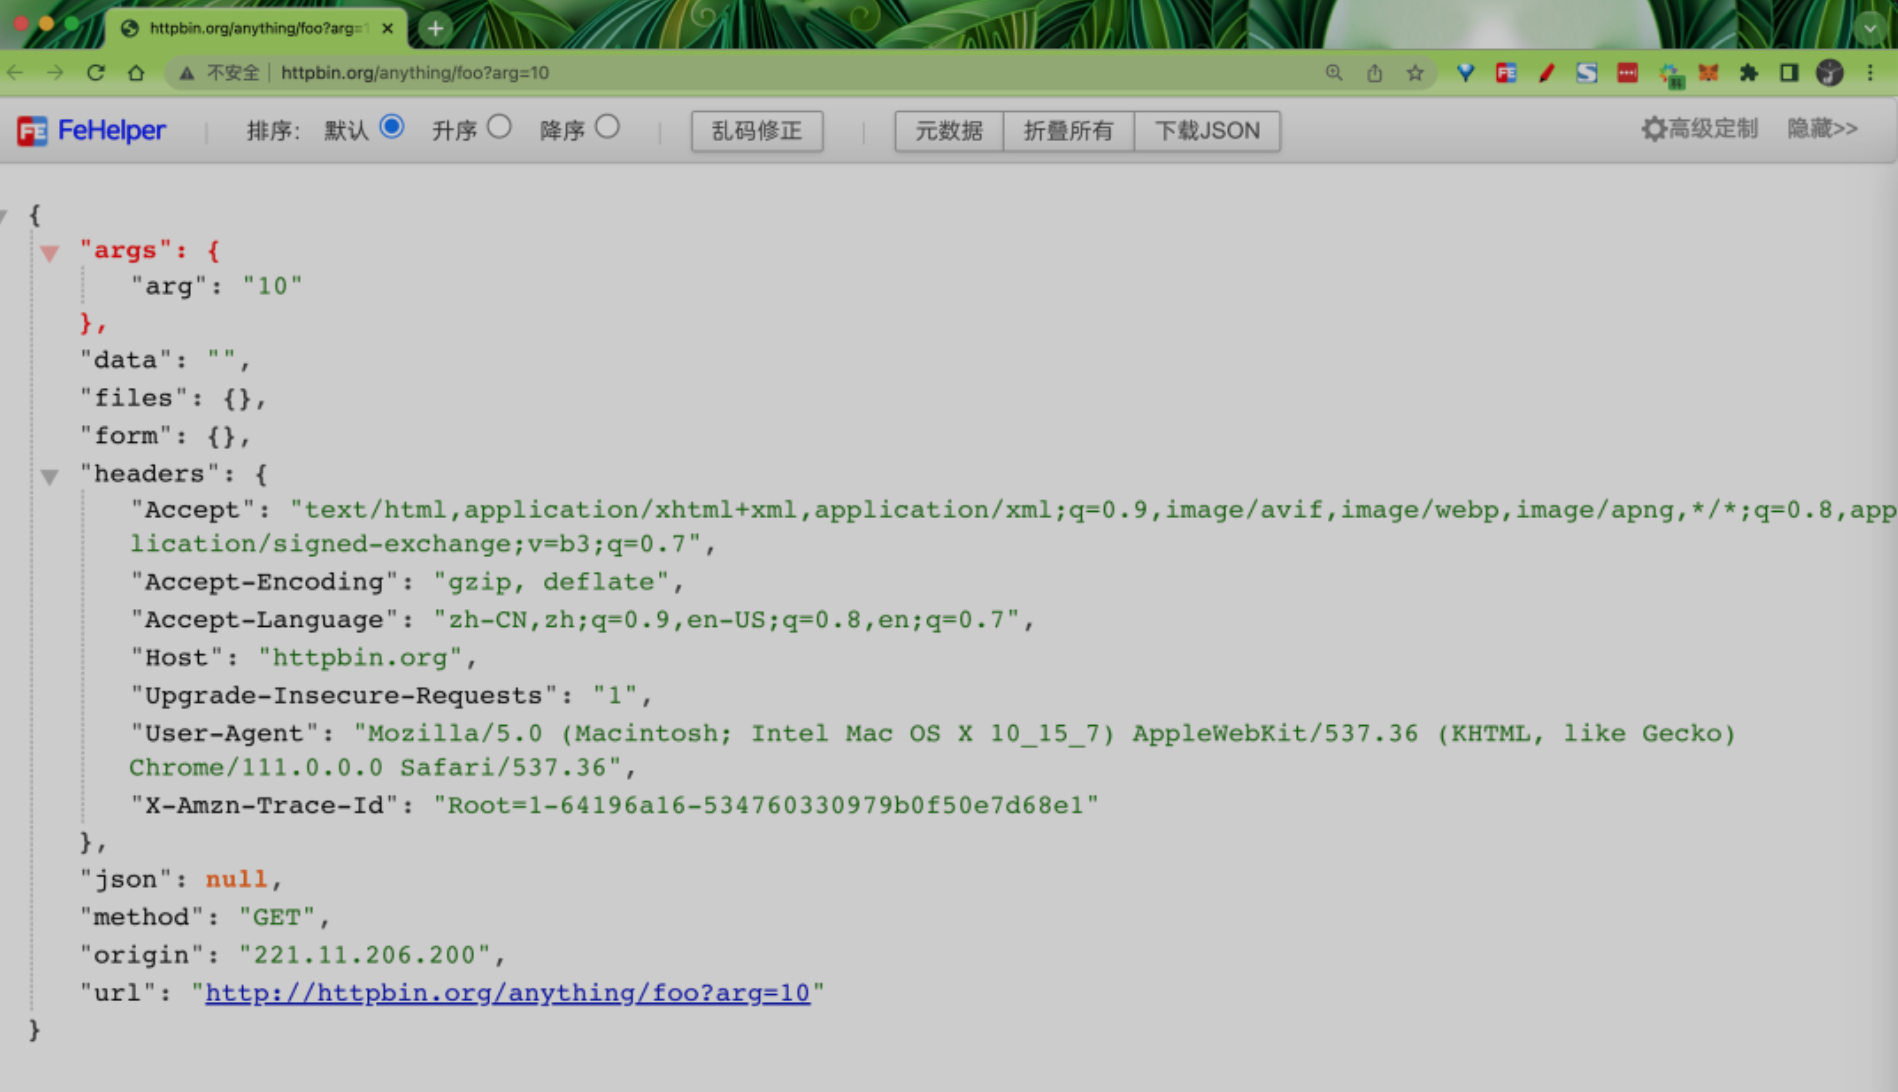 httpbin.org/anything/foo?arg=1
不安全 httpbin.org/anything/foo?arg=10
FeHelper 排序: 默认 升序 降序 乱码修正 元数据 折叠所有 下载JSON 高级定制 隐藏>>
{
"args": {
"arg": "10"
},
"data": "",
"files": {},
"form": {},
"headers": {
"Accept": "text/html,application/xhtml+xml,application/xml;q=0.9,image/avif,image/webp,image/apng,*/*;q=0.8,app
lication/signed-exchange;v=b3;q=0.7",
"Accept-Encoding": "gzip, deflate",
"Accept-Language": "zh-CN,zh;q=0.9,en-US;q=0.8,en;q=0.7",
"Host": "httpbin.org",
"Upgrade-Insecure-Requests": "1",
"User-Agent": "Mozilla/5.0 (Macintosh; Intel Mac OS X 10_15_7) AppleWebKit/537.36 (KHTML, like Gecko)
Chrome/111.0.0.0 Safari/537.36",
"X-Amzn-Trace-Id": "Root=1-64196a16-534760330979b0f50e7d68e1"
},
"json": null,
"method": "GET",
"origin": "221.11.206.200",
"url": "http://httpbin.org/anything/foo?arg=10"
}